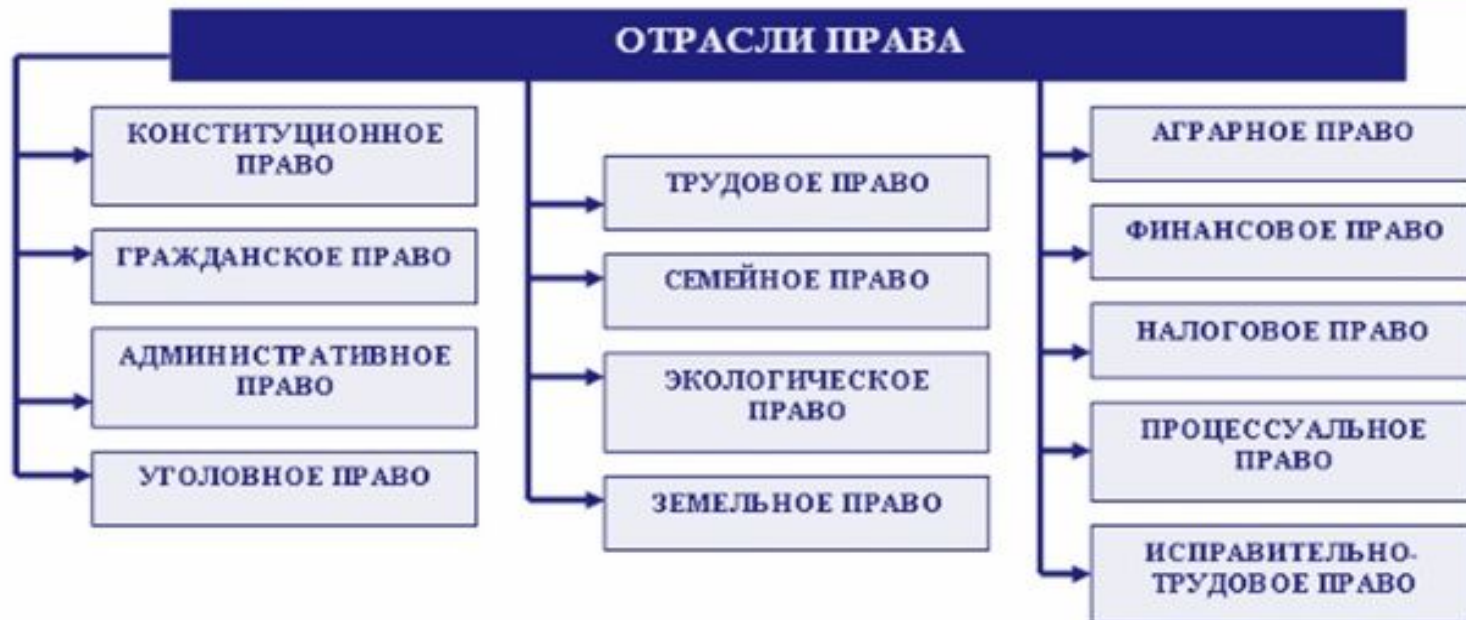 ОТРАСЛИ ПРАВА
КОНСТИТУЦИОННОЕ
ПРАВО
ГРАЖДАНСКОЕ ПРАВО
АДМИНИСТРАТИВНОЕ
ПРАВО
УГОЛОВНОЕ ПРАВО
ТРУДОВОЕ ПРАВО
СЕМЕЙНОЕ ПРАВО
ЭКОЛОГИЧЕСКОЕ
ПРАВО
ЗЕМЕЛЬНОЕ ПРАВО
АГРАРНОЕ ПРАВО
ФИНАНСОВОЕ ПРАВО
НАЛОГОВОЕ ПРАВО
ПРОЦЕССУАЛЬНОЕ
ПРАВО
ИСПРАВИТЕЛЬНО-
ТРУДОВОЕ ПРАВО